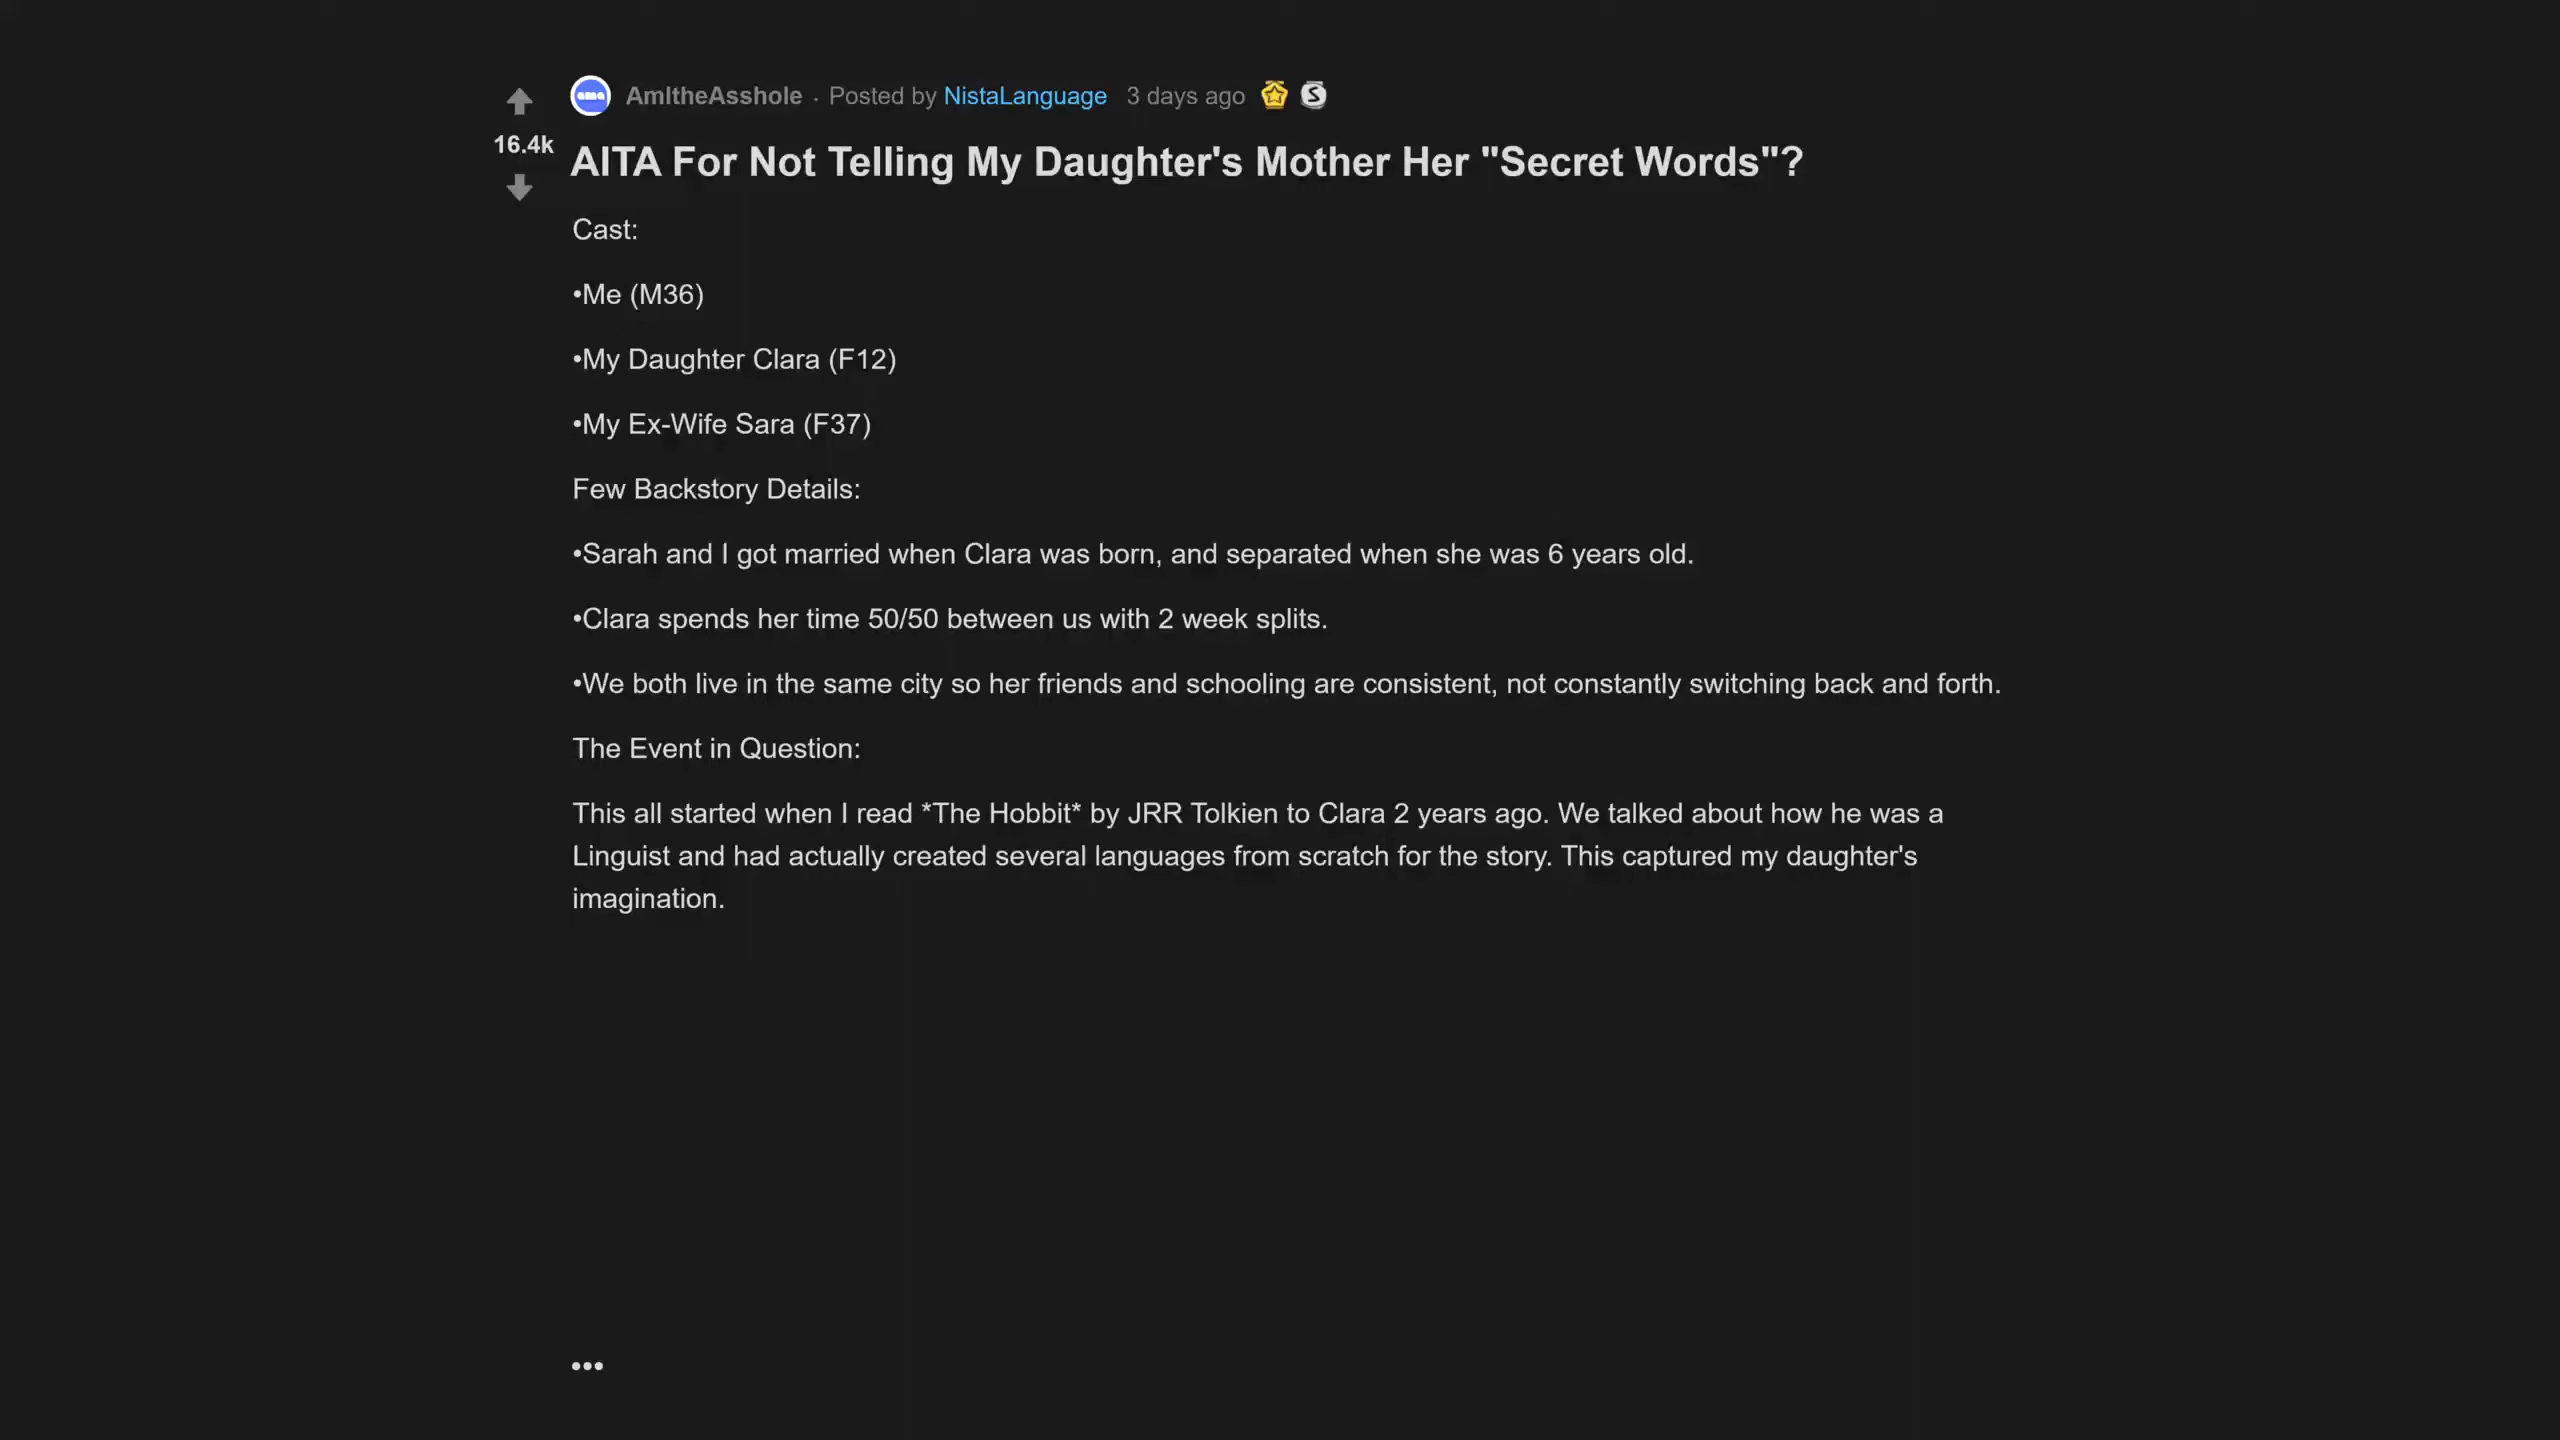 AmItheAsshole · Posted by NistaLanguage 3 days ago
16.4k
AITA For Not Telling My Daughter's Mother Her "Secret Words"?
Cast:
•Me (M36)
•My Daughter Clara (F12)
•My Ex-Wife Sara (F37)
Few Backstory Details:
•Sarah and I got married when Clara was born, and separated when she was 6 years old.
•Clara spends her time 50/50 between us with 2 week splits.
•We both live in the same city so her friends and schooling are consistent, not constantly switching back and forth.
The Event in Question:
This all started when I read *The Hobbit* by JRR Tolkien to Clara 2 years ago. We talked about how he was a
Linguist and had actually created several languages from scratch for the story. This captured my daughter's
imagination.
•••